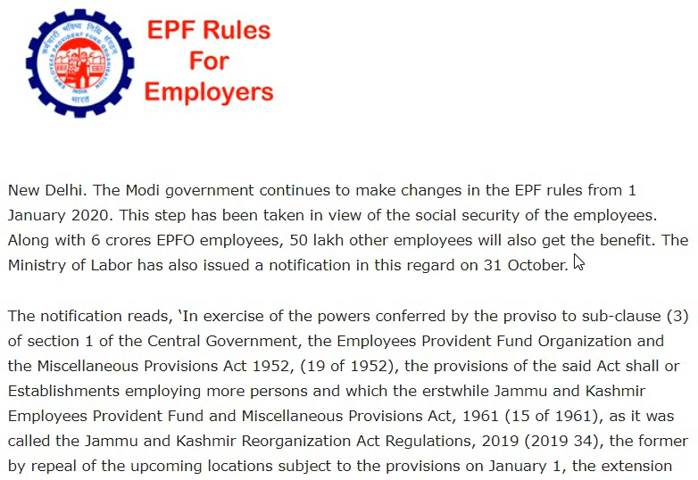 EPF Rules
For
Employers
New Delhi. The Modi government continues to make changes in the EPF rules from 1
January 2020. This step has been taken in view of the social security of the employees.
Along with 6 crores EPFO employees, 50 lakh other employees will also get the benefit. The
Ministry of Labor has also issued a notification in this regard on 31 October.
The notification reads, ‘In exercise of the powers conferred by the proviso to sub-clause (3)
of section 1 of the Central Government, the Employees Provident Fund Organization and
the Miscellaneous Provisions Act 1952, (19 of 1952), the provisions of the said Act shall or
Establishments employing more persons and which the erstwhile Jammu and Kashmir
Employees Provident Fund and Miscellaneous Provisions Act, 1961 (15 of 1961), as it was
called the Jammu and Kashmir Reorganization Act Regulations, 2019 (2019 34), the former
by repeal of the upcoming locations subject to the provisions on January 1, the extension